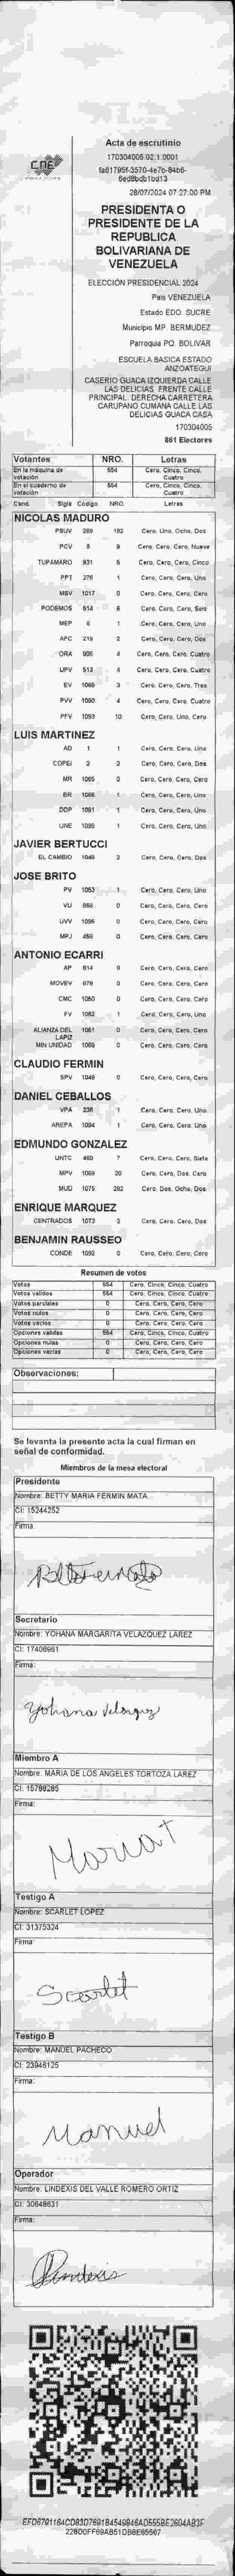 CNE
Acta de escrutinio
170304005.02.1.0001
fa61795f-3570-4e7b-84b6-
6ed8bdb1bd13
28/07/2024 07:27:00 PM
PRESIDENTA O
PRESIDENTE DE LA
REPUBLICA
BOLIVARIANA DE
VENEZUELA
ELECCIÓN PRESIDENCIAL 2024
País VENEZUELA
Estado EDO. SUCRE
Municipio MP. BERMUDEZ
Parroquia PQ. BOLIVAR
ESCUELA BASICA ESTADO
ANZOATEGUI
CASERIO GUACA IZQUIERDA CALLE
LAS DELICIAS FRENTE CALLE
PRINCIPAL. DERECHA CARRETERA
CARUPANO CUMANA CALLE LAS
DELICIAS GUACA CASA
170304005
861 Electores
Votantes NRO. Letras
En la máquina de votación 554 Cero, Cinco, Cinco, Cuatro
En el cuaderno de votación 554 Cero, Cinco, Cinco, Cuatro
Cand. Sigla Código NRO. Letras
NICOLAS MADURO
PSUV 289 192 Cero, Uno, Nueve, Dos
PCV 9 Cero, Cero, Cero, Nueve
TUPAMARO 931 5 Cero, Cero, Cero, Cinco
PPT 275 1 Cero, Cero, Cero, Uno
MSV 1017 0 Cero, Cero, Cero, Cero
PODEMOS 514 6 Cero, Cero, Cero, Seis
MEP 6 1 Cero, Cero, Cero, Uno
APC 219 2 Cero, Cero, Cero, Dos
ORA 906 4 Cero, Cero, Cero, Cuatro
UPV 513 4 Cero, Cero, Cero, Cuatro
EV 1089 3 Cero, Cero, Cero, Tres
PVV 1090 4 Cero, Cero, Cero, Cuatro
PFV 1093 10 Cero, Cero, Uno, Cero
LUIS MARTINEZ
AD 1 1 Cero, Cero, Cero, Uno
COPEI 2 2 Cero, Cero, Cero, Dos
MR 1065 0 Cero, Cero, Cero, Cero
BR 1066 1 Cero, Cero, Cero, Uno
DDP 1091 1 Cero, Cero, Cero, Uno
UNE 1095 1 Cero, Cero, Cero, Uno
JAVIER BERTUCCI
EL CAMBIO 1048 2 Cero, Cero, Cero, Dos
JOSE BRITO
PV 1053 1 Cero, Cero, Cero, Uno
VU 868 0 Cero, Cero, Cero, Cero
UVV 1096 0 Cero, Cero, Cero, Cero
MPJ 458 0 Cero, Cero, Cero, Cero
ANTONIO ECARRI
AP 814 0 Cero, Cero, Cero, Cero
MOVEV 979 0 Cero, Cero, Cero, Cero
CMC 1050 0 Cero, Cero, Cero, Cero
FV 1062 1 Cero, Cero, Cero, Uno
ALIANZA DEL LAPIZ 1061 0 Cero, Cero, Cero, Cero
MIN UNIDAD 1069 0 Cero, Cero, Cero, Cero
CLAUDIO FERMIN
SPV 1049 0 Cero, Cero, Cero, Cero
DANIEL CEBALLOS
VPA 238 1 Cero, Cero, Cero, Uno
AREPA 1094 1 Cero, Cero, Cero, Uno
EDMUNDO GONZALEZ
UNTC 460 7 Cero, Cero, Cero, Siete
MPV 1069 20 Cero, Cero, Dos, Cero
MUD 1075 282 Cero, Dos, Ocho, Dos
ENRIQUE MARQUEZ
CENTRADOS 1073 2 Cero, Cero, Cero, Dos
BENJAMIN RAUSSEO
CONDE 1092 0 Cero, Cero, Cero, Cero
Resumen de votos
Votos 554 Cero, Cinco, Cinco, Cuatro
Votos validos 554 Cero, Cinco, Cinco, Cuatro
Votos parciales 0 Cero, Cero, Cero, Cero
Votos nulos 0 Cero, Cero, Cero, Cero
Votos vacios 0 Cero, Cero, Cero, Cero
Opciones validas 564 Cero, Cinco, Cinco, Cuatro
Opciones nulas 0 Cero, Cero, Cero, Cero
Opciones vacias 0 Cero, Cero, Cero, Cero
Observaciones:
Se levanta la presente acta la cual firman en
señal de conformidad.
Miembros de la mesa electoral
Presidente
Nombre: BETTY MARIA FERMIN MATA
CI: 15244252
Firma:
Secretario
Nombre: YOHANA MARGARITA VELAZQUEZ LAREZ
CI: 17408961
Firma:
Yohana Velasquez
Miembro A
Nombre: MARIA DE LOS ANGELES TORTOZA LAREZ
CI: 15788285
Firma:
Maria T
Testigo A
Nombre: SCARLET LOPEZ
CI: 31375324
Firma:
Scarlet
Testigo B
Nombre: MANUEL PACHECO
CI: 23946125
Firma:
Manuel
Operador
Nombre: LINDEXIS DEL VALLE ROMERO ORTIZ
CI: 30648631
Firma:
Lindexis
EFD6791164CD83D7691B4549846AD555BE2604AB3F
228D0FF69AB51DB8E65567